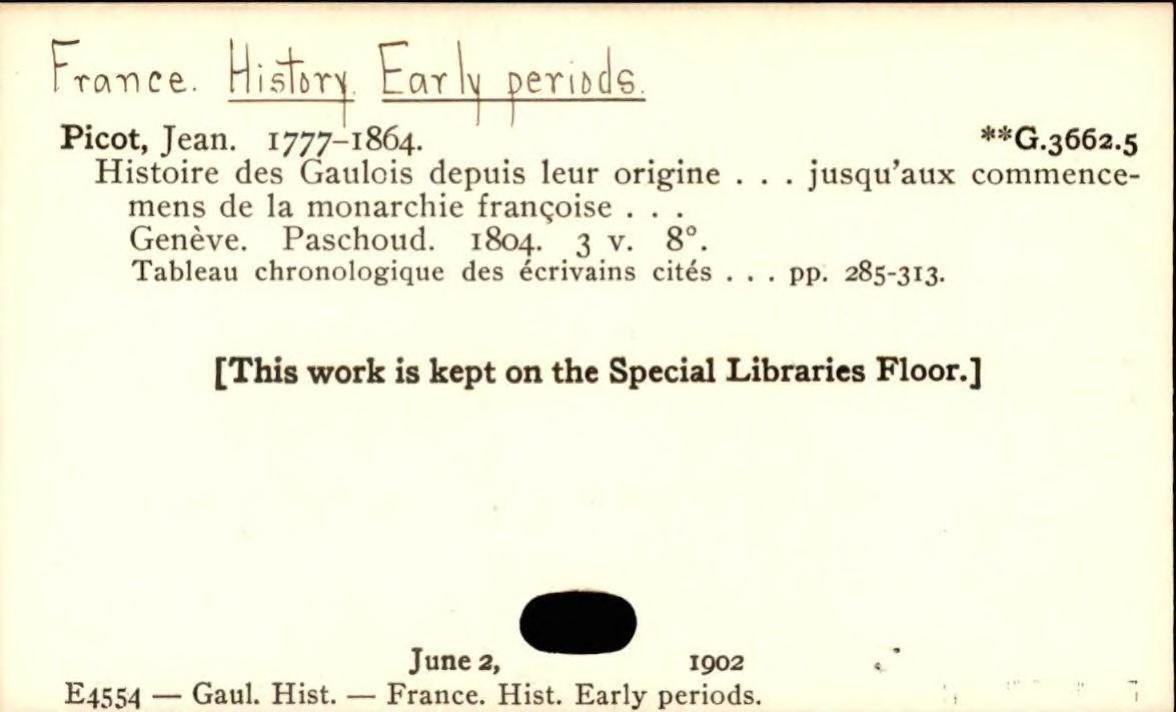 France. History. Early periods.
Picot, Jean. 1777–1864. **G.3662.5
Histoire des Gaulois depuis leur origine . . . jusqu'aux commence-
mens de la monarchie françoise . . .
Genève. Paschoud. 1804. 3 v. 8°.
Tableau chronologique des écrivains cités . . . pp. 285-313.
[This work is kept on the Special Libraries Floor.]
June 2, 1902
E4554 — Gaul. Hist. — France. Hist. Early periods.